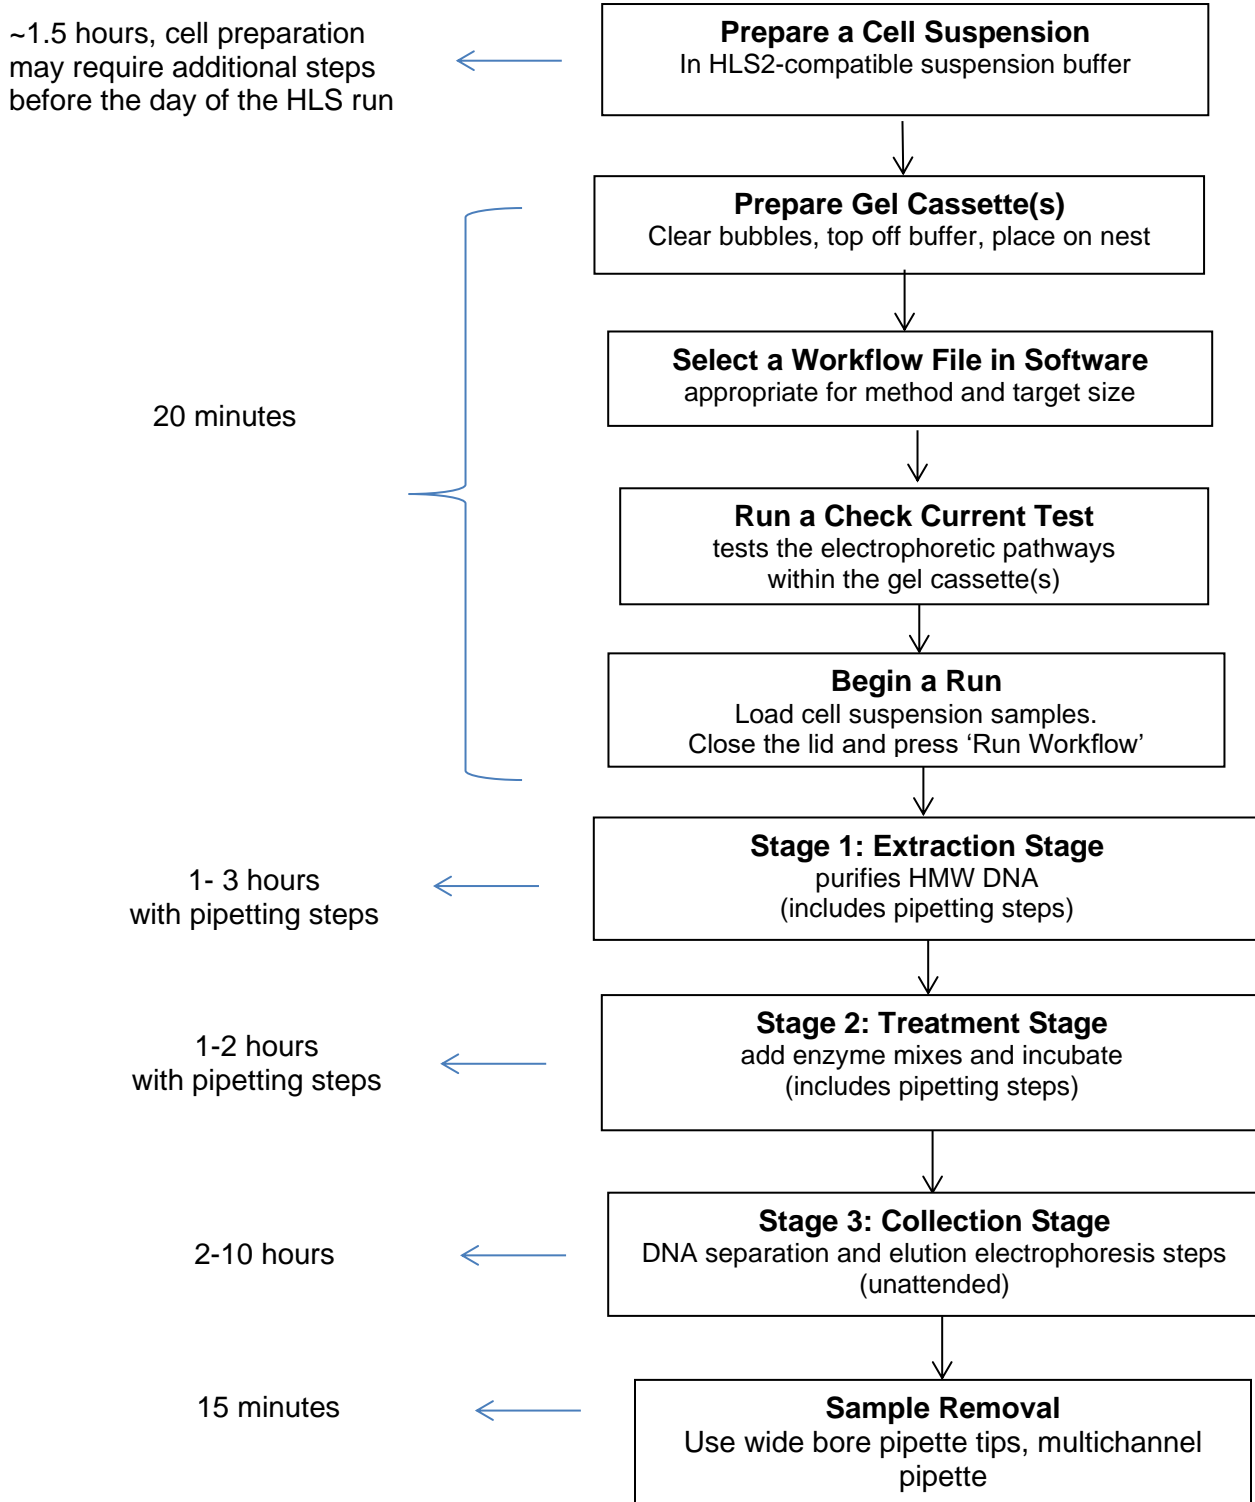 ~1.5 hours, cell preparation
may require additional steps
before the day of the HLS run
Prepare a Cell Suspension
In HLS2-compatible suspension buffer
Prepare Gel Cassette(s)
Clear bubbles, top off buffer, place on nest
Select a Workflow File in Software
appropriate for method and target size
20 minutes
Run a Check Current Test
tests the electrophoretic pathways
within the gel cassette(s)
Begin a Run
Load cell suspension samples.
Close the lid and press ‘Run Workflow’
1- 3 hours
with pipetting steps
Stage 1: Extraction Stage
purifies HMW DNA
(includes pipetting steps)
1-2 hours
with pipetting steps
Stage 2: Treatment Stage
add enzyme mixes and incubate
(includes pipetting steps)
2-10 hours
Stage 3: Collection Stage
DNA separation and elution electrophoresis steps
(unattended)
15 minutes
Sample Removal
Use wide bore pipette tips, multichannel
pipette